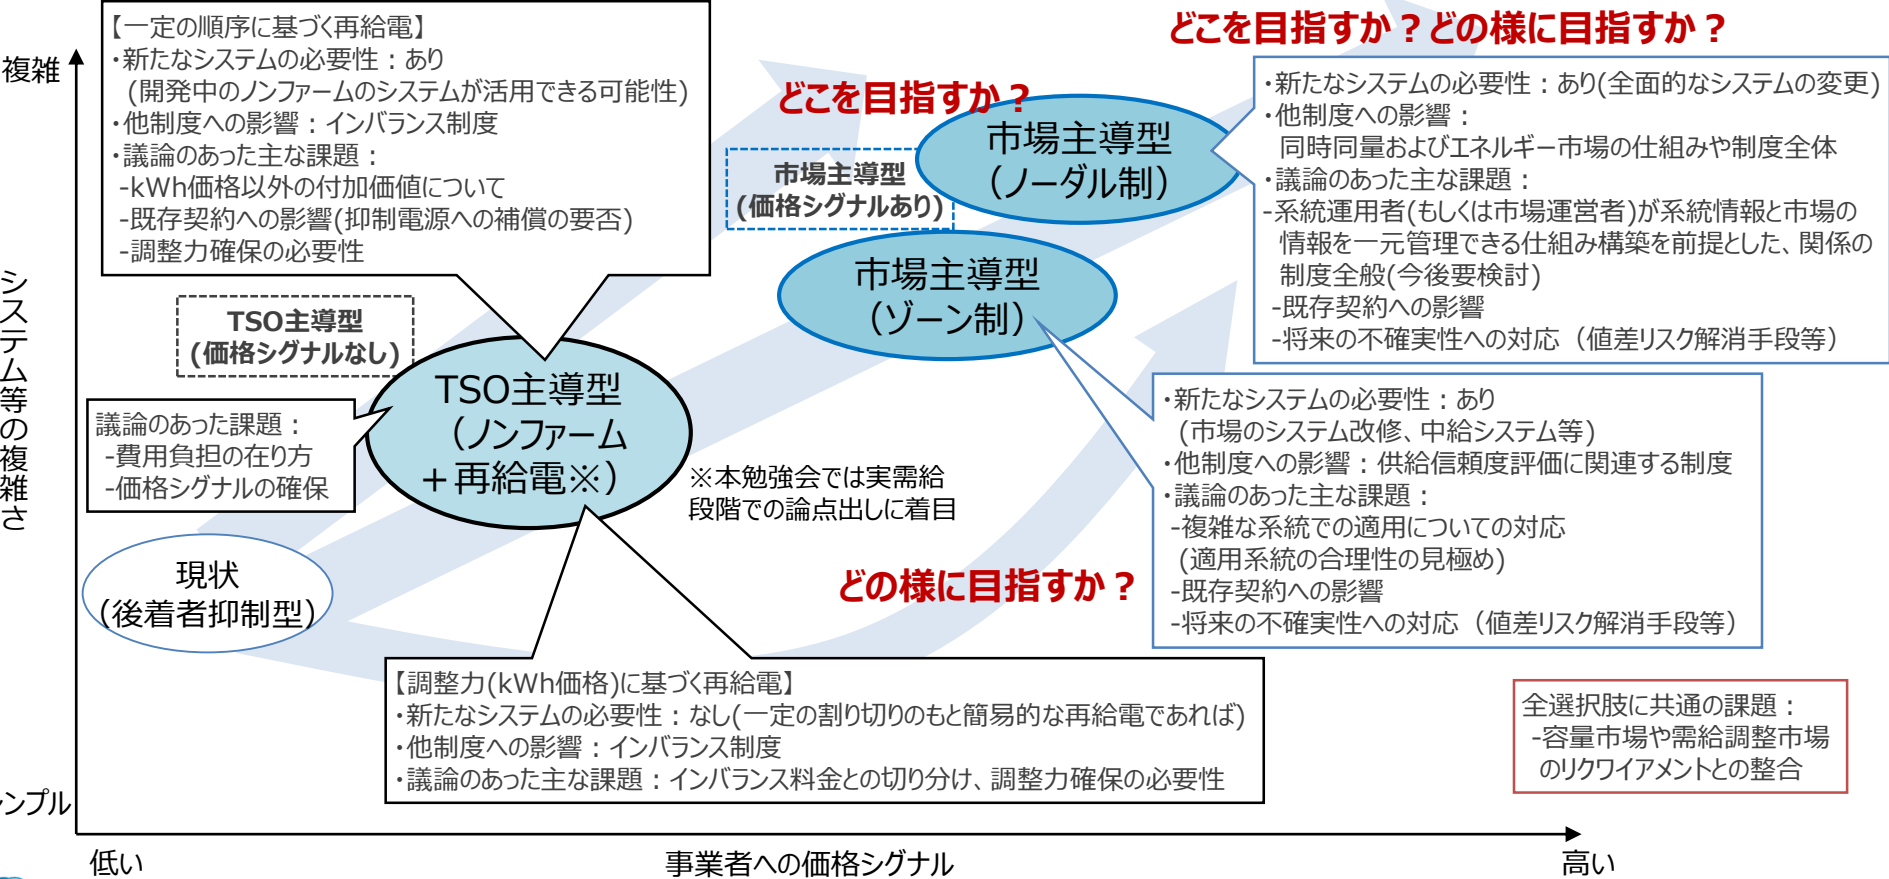 どこを目指すか？どの様に目指すか？
複雑
【一定の順序に基づく再給電】
・新たなシステムの必要性：あり
(開発中のノンファームのシステムが活用できる可能性)
・他制度への影響：インバランス制度
・議論のあった主な課題：
-kWh価格以外の付加価値について
-既存契約への影響(抑制電源への補償の要否)
-調整力確保の必要性
どこを目指すか？
市場主導型
(価格シグナルあり)
市場主導型
（ノーダル制）
・新たなシステムの必要性：あり(全面的なシステムの変更)
・他制度への影響：
同時同量およびエネルギー市場の仕組みや制度全体
・議論のあった主な課題：
-系統運用者(もしくは市場運営者)が系統情報と市場の
情報を一元管理できる仕組み構築を前提とした、関係の
制度全般(今後要検討)
-既存契約への影響
-将来の不確実性への対応（値差リスク解消手段等）
市場主導型
（ゾーン制）
システム等の複雑さ
TSO主導型
(価格シグナルなし)
TSO主導型
（ノンファーム
＋再給電※）
議論のあった課題：
-費用負担の在り方
-価格シグナルの確保
※本勉強会では実需給
段階での論点出しに着目
・新たなシステムの必要性：あり
(市場のシステム改修、中給システム等)
・他制度への影響：供給信頼度評価に関連する制度
・議論のあった主な課題：
-複雑な系統での適用についての対応
(適用系統の合理性の見極め)
-既存契約への影響
-将来の不確実性への対応（値差リスク解消手段等）
現状
（後着者抑制型）
どの様に目指すか？
【調整力(kWh価格)に基づく再給電】
・新たなシステムの必要性：なし(一定の割り切りのもと簡易的な再給電であれば)
・他制度への影響：インバランス制度
・議論のあった主な課題：インバランス料金との切り分け、調整力確保の必要性
全選択肢に共通の課題：
-容量市場や需給調整市場
のリクワイアメントとの整合
ンプル
低い
事業者への価格シグナル
高い